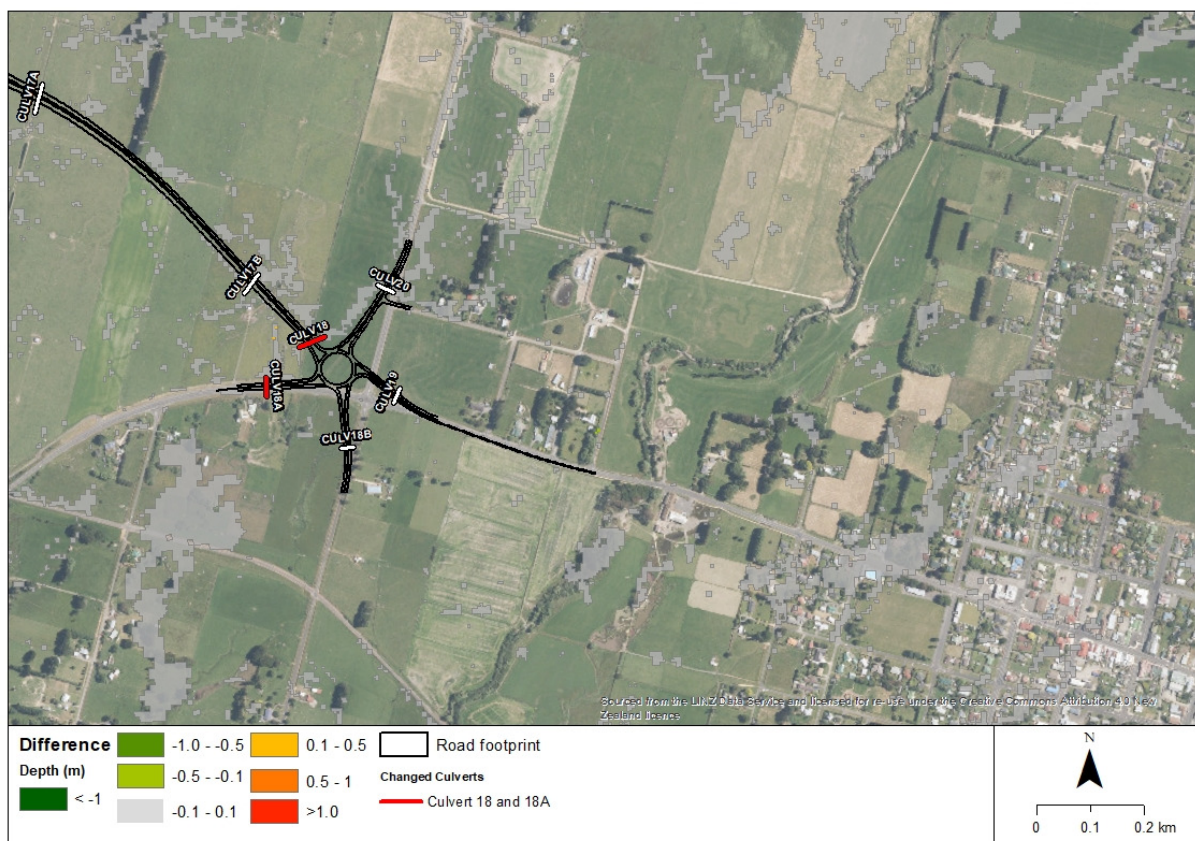 CULV17A
CULV17B
CULV20
CULV18
CULV18A
CULV19
CULV18B
Sourced from the LINZ Data Service and licensed for re-use under the Creative Commons Attribution 4.0 New
Zealand licence
Difference
Depth (m)
< -1
-1.0 - -0.5
-0.5 - -0.1
-0.1 - 0.1
0.1 - 0.5
0.5 - 1
>1.0
Road footprint
Changed Culverts
Culvert 18 and 18A
N
0 0.1 0.2 km